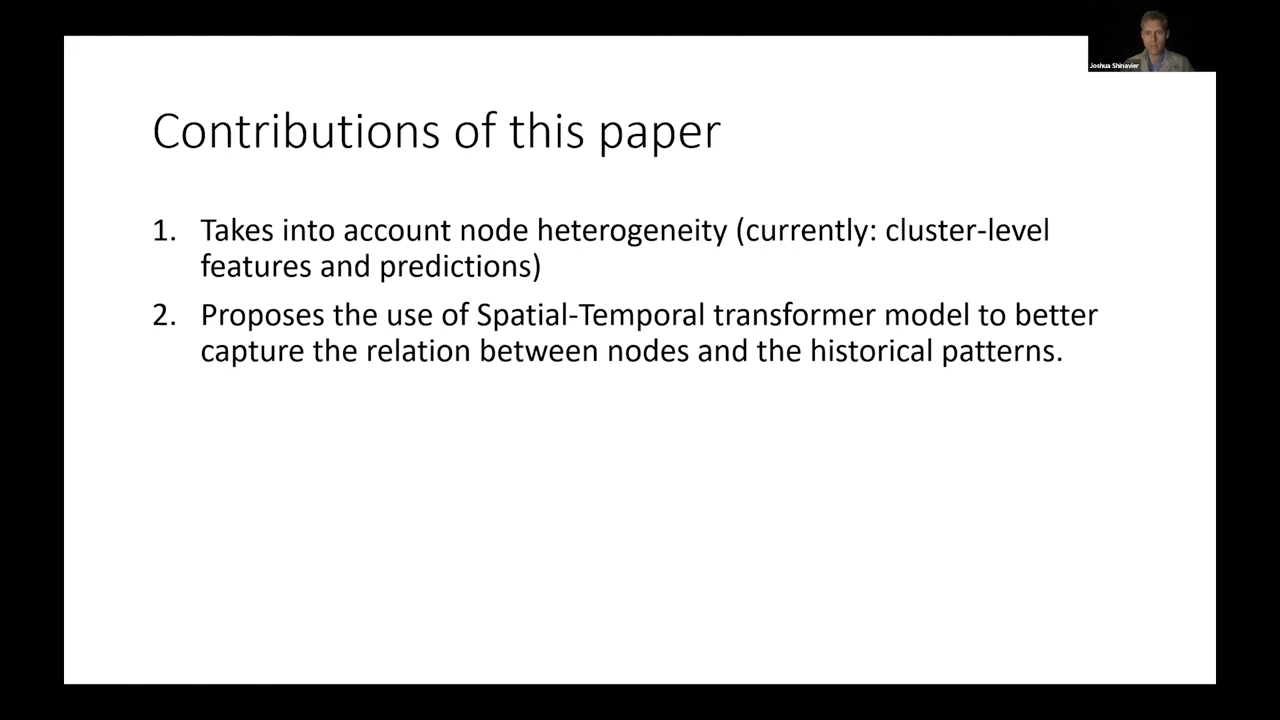 Joshua Shinavier
Contributions of this paper
1. Takes into account node heterogeneity (currently: cluster-level
features and predictions)
2. Proposes the use of Spatial-Temporal transformer model to better
capture the relation between nodes and the historical patterns.